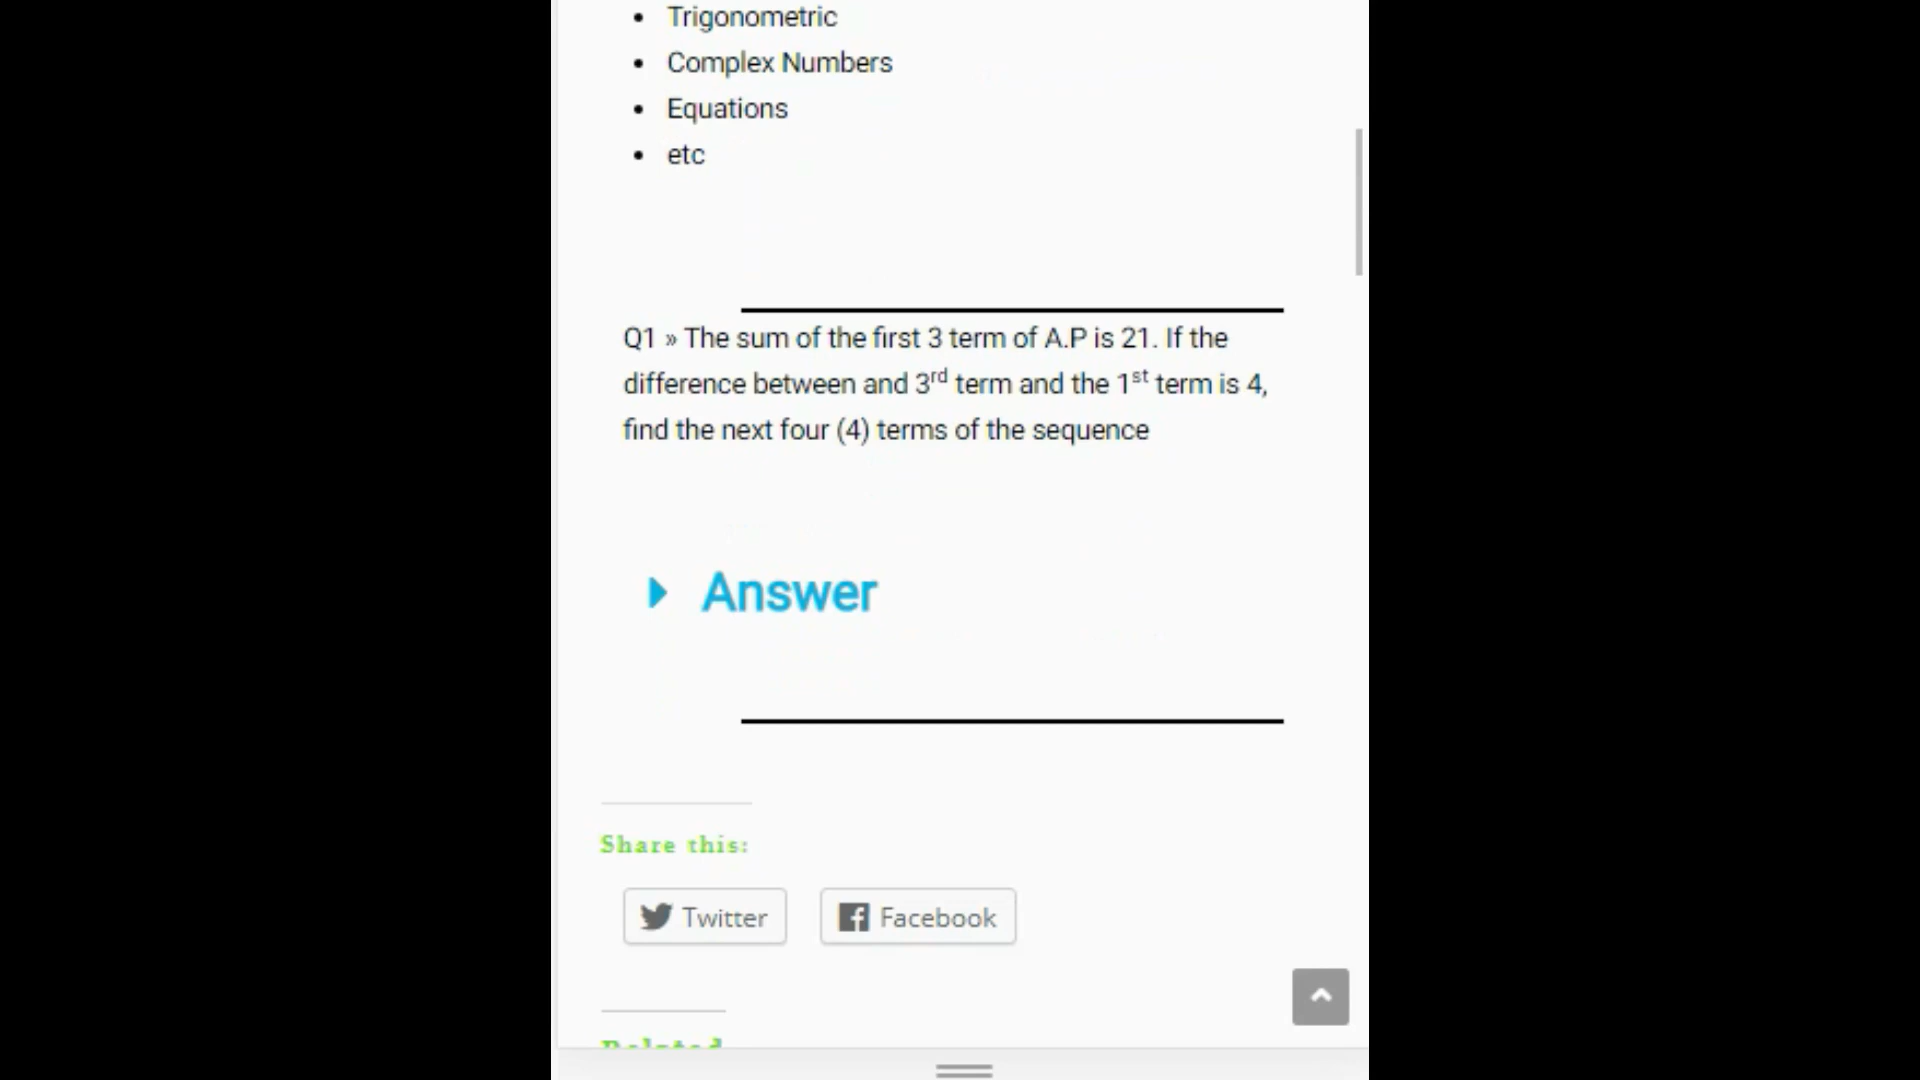 Trigonometric
Complex Numbers
Equations
etc
Q1 » The sum of the first 3 term of A.P is 21. If the
difference between and 3rd term and the 1st term is 4,
find the next four (4) terms of the sequence
Answer
Share this:
Twitter
Facebook
Related